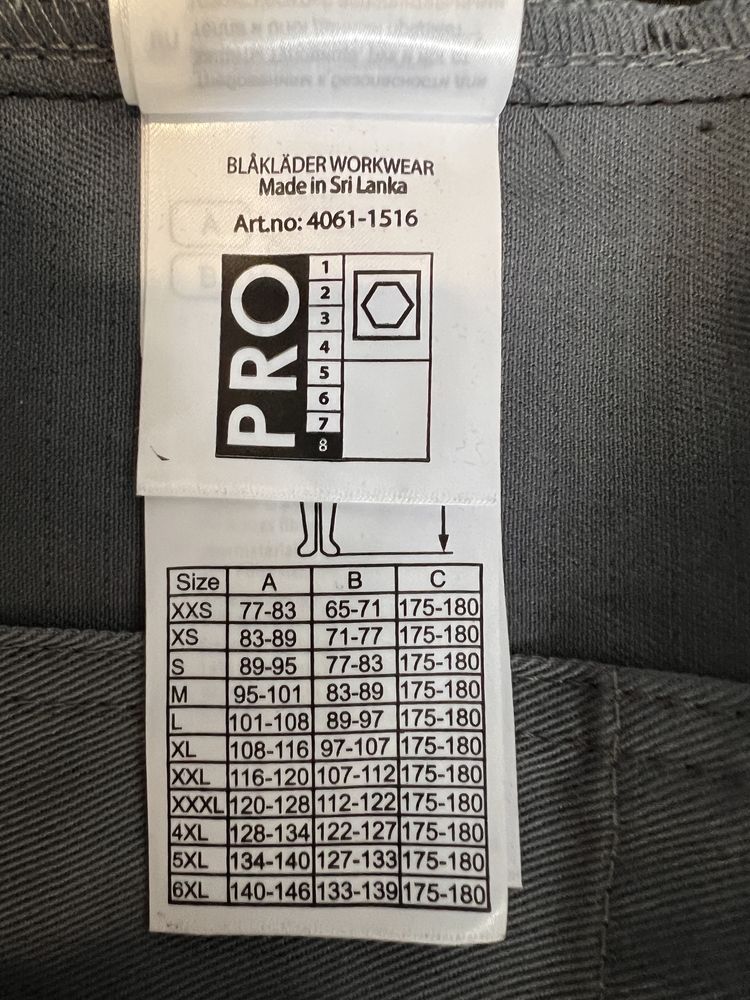 BLÅKLÄDER WORKWEAR
Made in Sri Lanka
Art.no: 4061-1516
PRO
1
2
3
4
5
6
7
8
Size A B C
XXS 77-83 65-71 175-180
XS 83-89 71-77 175-180
S 89-95 77-83 175-180
M 95-101 83-89 175-180
L 101-108 89-97 175-180
XL 108-116 97-107 175-180
XXL 116-120 107-112 175-180
XXXL 120-128 112-122 175-180
4XL 128-134 122-127 175-180
5XL 134-140 127-133 175-180
6XL 140-146 133-139 175-180